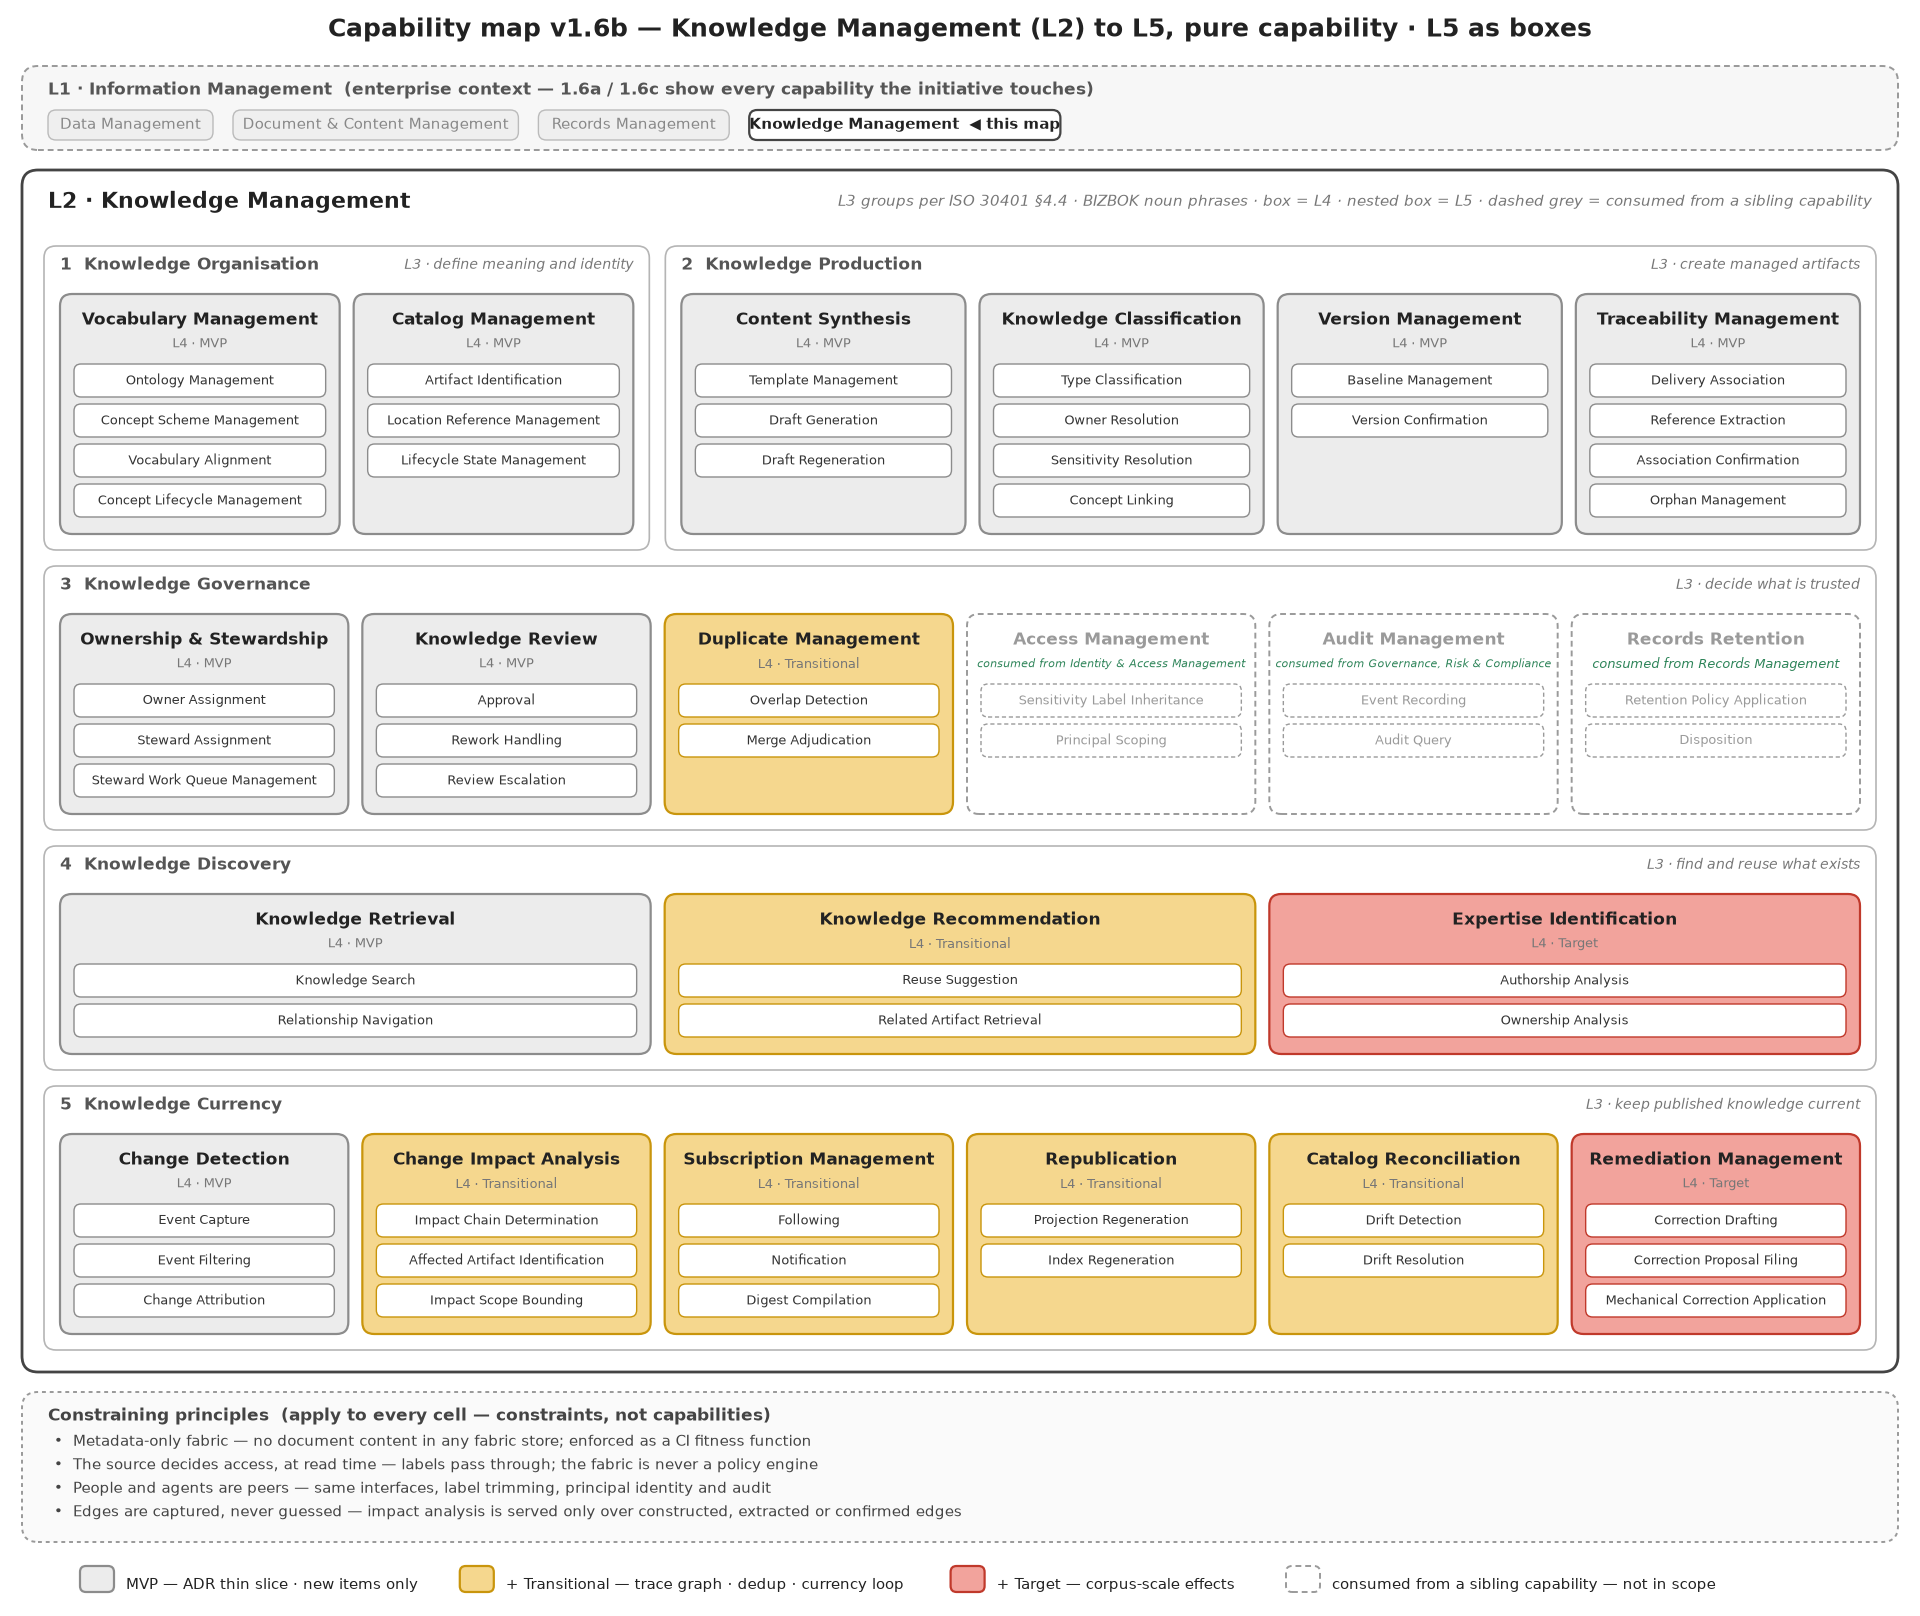 Capability map v1.6b — Knowledge Management (L2) to L5, pure capability · L5 as boxes
L1 · Information Management (enterprise context — 1.6a / 1.6c show every capability the initiative touches)
Data Management
Document & Content Management
Records Management
Knowledge Management ◀ this map
L2 · Knowledge Management
L3 groups per ISO 30401 §4.4 · BIZBOK noun phrases · box = L4 · nested box = L5 · dashed grey = consumed from a sibling capability
1 Knowledge Organisation
L3 · define meaning and identity
Vocabulary Management
L4 · MVP
Ontology Management
Concept Scheme Management
Vocabulary Alignment
Concept Lifecycle Management
Catalog Management
L4 · MVP
Artifact Identification
Location Reference Management
Lifecycle State Management
2 Knowledge Production
L3 · create managed artifacts
Content Synthesis
L4 · MVP
Template Management
Draft Generation
Draft Regeneration
Knowledge Classification
L4 · MVP
Type Classification
Owner Resolution
Sensitivity Resolution
Concept Linking
Version Management
L4 · MVP
Baseline Management
Version Confirmation
Traceability Management
L4 · MVP
Delivery Association
Reference Extraction
Association Confirmation
Orphan Management
3 Knowledge Governance
L3 · decide what is trusted
Ownership & Stewardship
L4 · MVP
Owner Assignment
Steward Assignment
Steward Work Queue Management
Knowledge Review
L4 · MVP
Approval
Rework Handling
Review Escalation
Duplicate Management
L4 · Transitional
Overlap Detection
Merge Adjudication
Access Management
consumed from Identity & Access Management
Sensitivity Label Inheritance
Principal Scoping
Audit Management
consumed from Governance, Risk & Compliance
Event Recording
Audit Query
Records Retention
consumed from Records Management
Retention Policy Application
Disposition
4 Knowledge Discovery
L3 · find and reuse what exists
Knowledge Retrieval
L4 · MVP
Knowledge Search
Relationship Navigation
Knowledge Recommendation
L4 · Transitional
Reuse Suggestion
Related Artifact Retrieval
Expertise Identification
L4 · Target
Authorship Analysis
Ownership Analysis
5 Knowledge Currency
L3 · keep published knowledge current
Change Detection
L4 · MVP
Event Capture
Event Filtering
Change Attribution
Change Impact Analysis
L4 · Transitional
Impact Chain Determination
Affected Artifact Identification
Impact Scope Bounding
Subscription Management
L4 · Transitional
Following
Notification
Digest Compilation
Republication
L4 · Transitional
Projection Regeneration
Index Regeneration
Catalog Reconciliation
L4 · Transitional
Drift Detection
Drift Resolution
Remediation Management
L4 · Target
Correction Drafting
Correction Proposal Filing
Mechanical Correction Application
Constraining principles (apply to every cell — constraints, not capabilities)
• Metadata-only fabric — no document content in any fabric store; enforced as a CI fitness function
• The source decides access, at read time — labels pass through; the fabric is never a policy engine
• People and agents are peers — same interfaces, label trimming, principal identity and audit
• Edges are captured, never guessed — impact analysis is served only over constructed, extracted or confirmed edges
MVP — ADR thin slice · new items only
+ Transitional — trace graph · dedup · currency loop
+ Target — corpus-scale effects
consumed from a sibling capability — not in scope